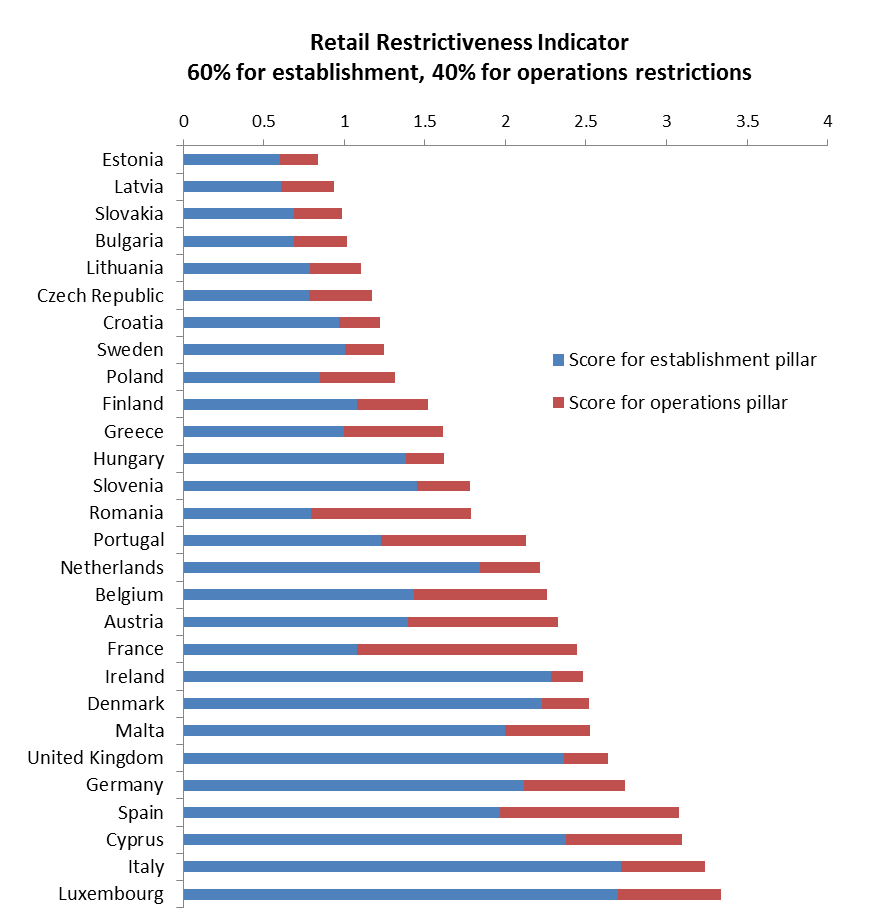 Retail Restrictiveness Indicator
60% for establishment, 40% for operations restrictions
0 0.5 1 1.5 2 2.5 3 3.5 4
Estonia
Latvia
Slovakia
Bulgaria
Lithuania
Czech Republic
Croatia
Sweden
Score for establishment pillar
Poland
Score for operations pillar
Finland
Greece
Hungary
Slovenia
Romania
Portugal
Netherlands
Belgium
Austria
France
Ireland
Denmark
Malta
United Kingdom
Germany
Spain
Cyprus
Italy
Luxembourg